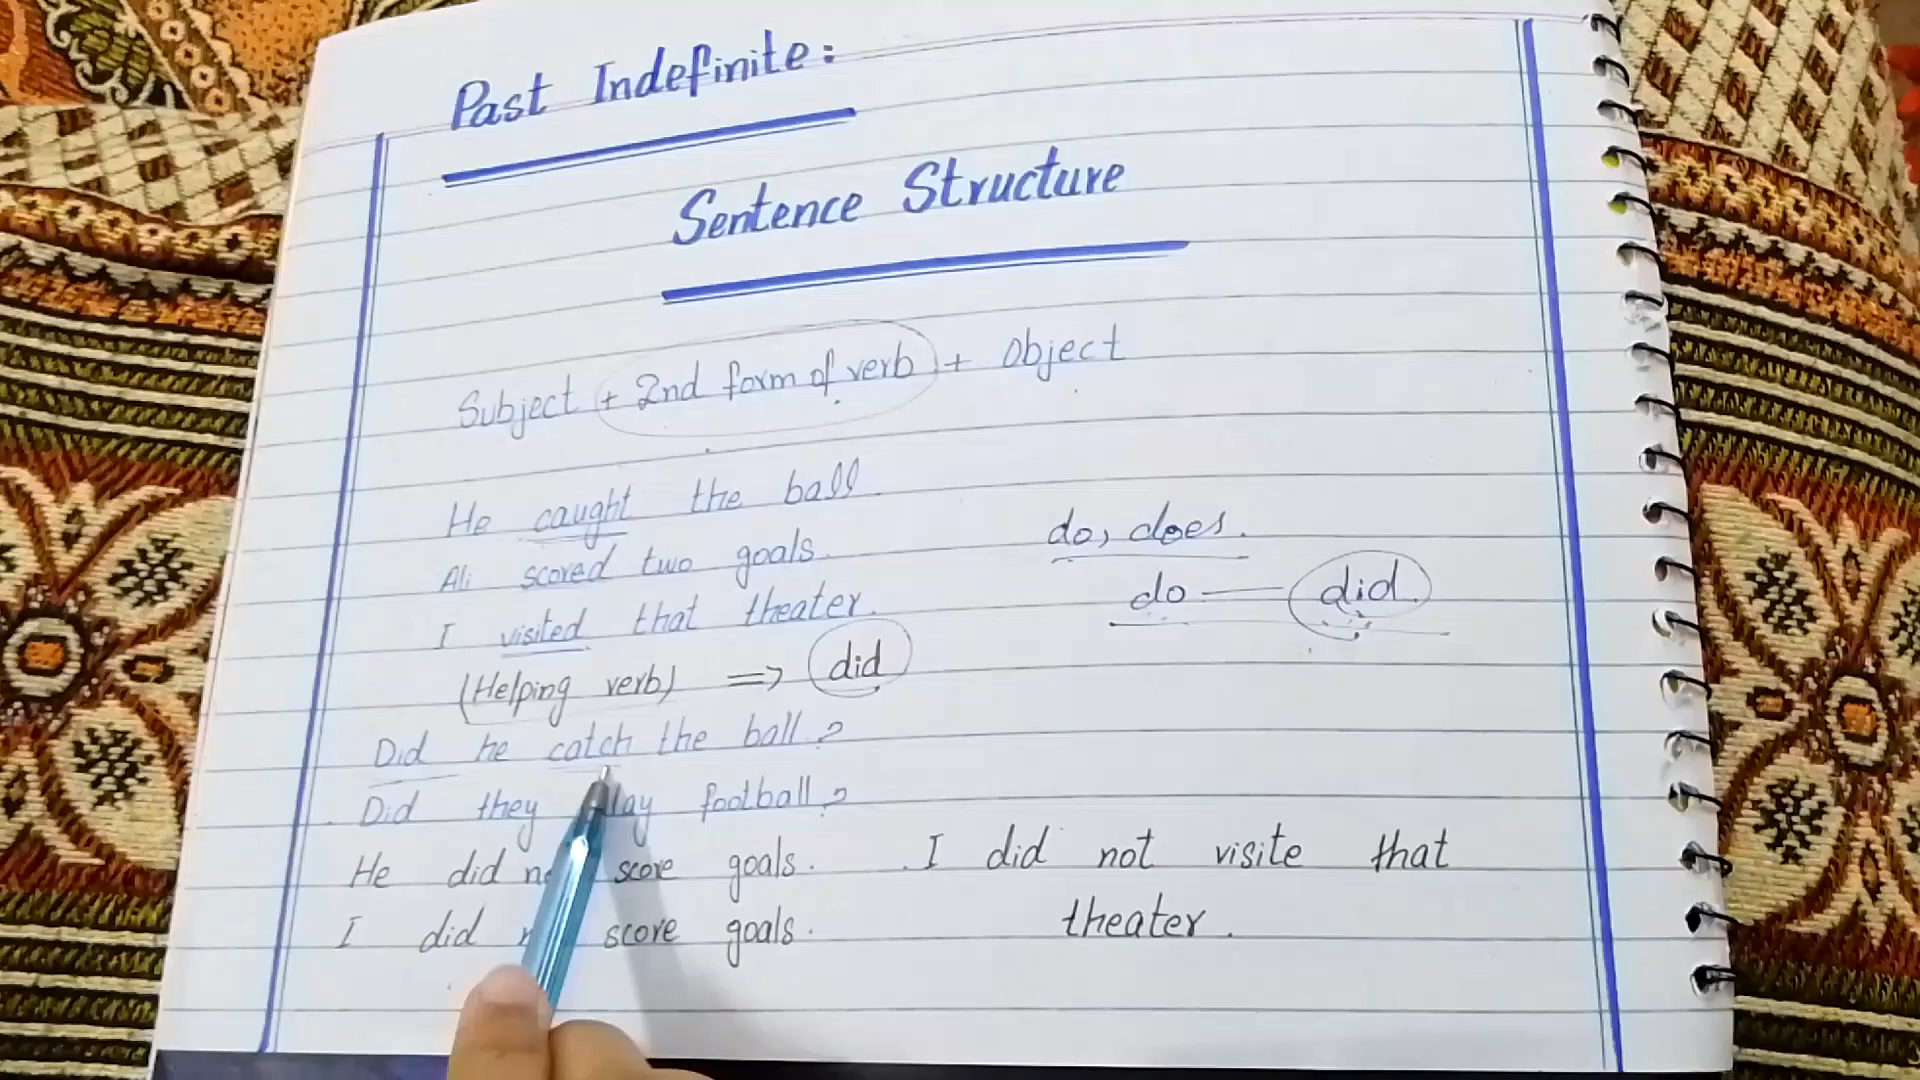 Past Indefinite:
Sentence Structure
Subject + 2nd form of verb + Object
He caught the ball.
Ali scored two goals.
I visited that theater.
(Helping verb) => did
do, does.
do — did.
Did he catch the ball?
Did they play football?
He did score goals.
I did score goals.
I did not visite that
theater.